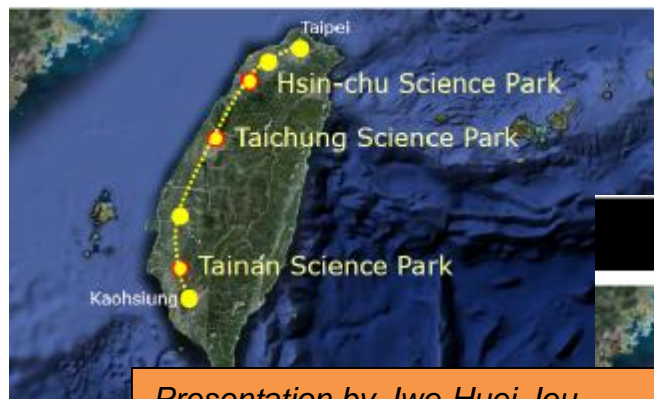 Taipei
Hsin-chu Science Park
Taichung Science Park
Tainan Science Park
Kaohsiung
Presentation by Jwo-Huei Jou